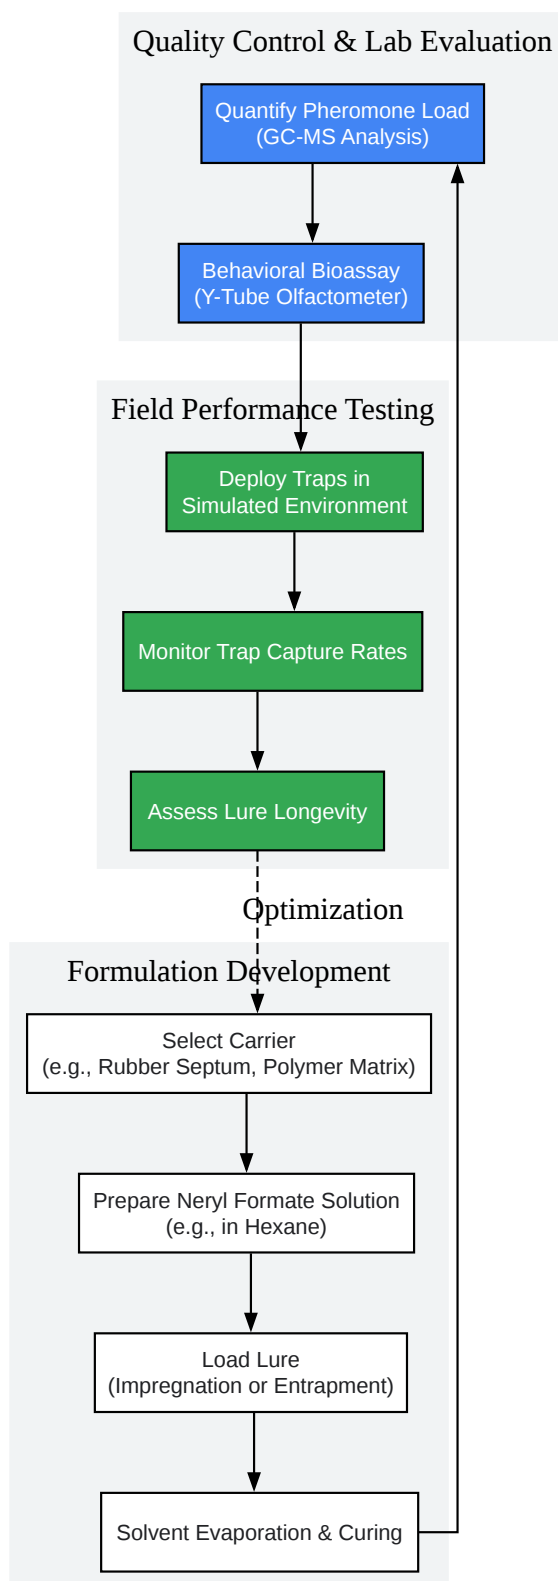 Quality Control & Lab Evaluation
Quantify Pheromone Load
(GC-MS Analysis)
Behavioral Bioassay
(Y-Tube Olfactometer)
Field Performance Testing
Deploy Traps in
Simulated Environment
Monitor Trap Capture Rates
Assess Lure Longevity
Optimization
Formulation Development
Select Carrier
(e.g., Rubber Septum, Polymer Matrix)
Prepare Neryl Formate Solution
(e.g., in Hexane)
Load Lure
(Impregnation or Entrapment)
Solvent Evaporation & Curing